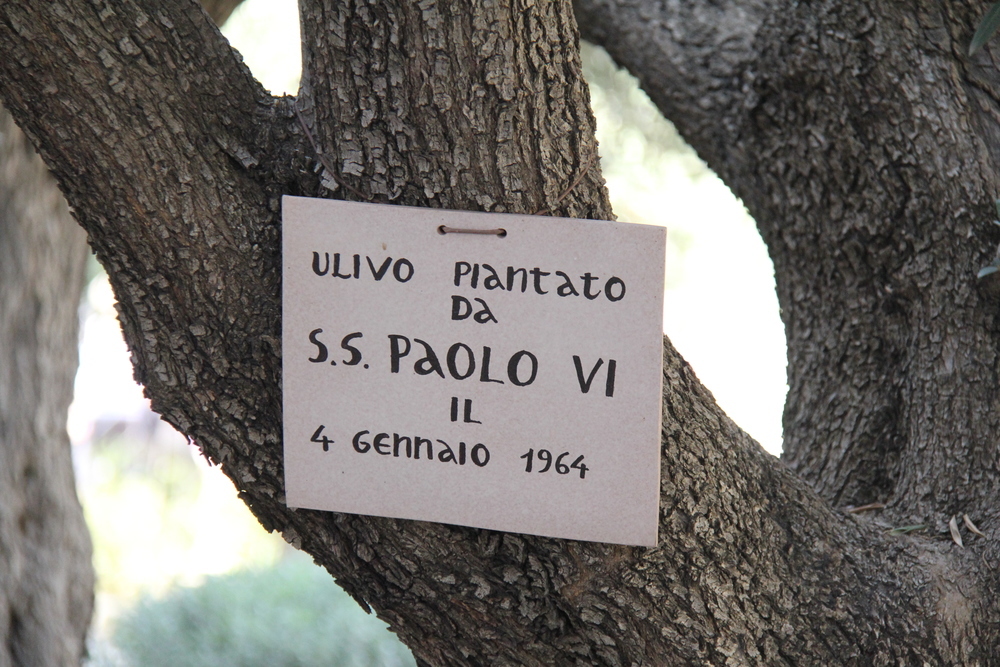 ULIVO PIantato
Da
S.S. PaOLO VI
IL
4 GEnnaIO 1964